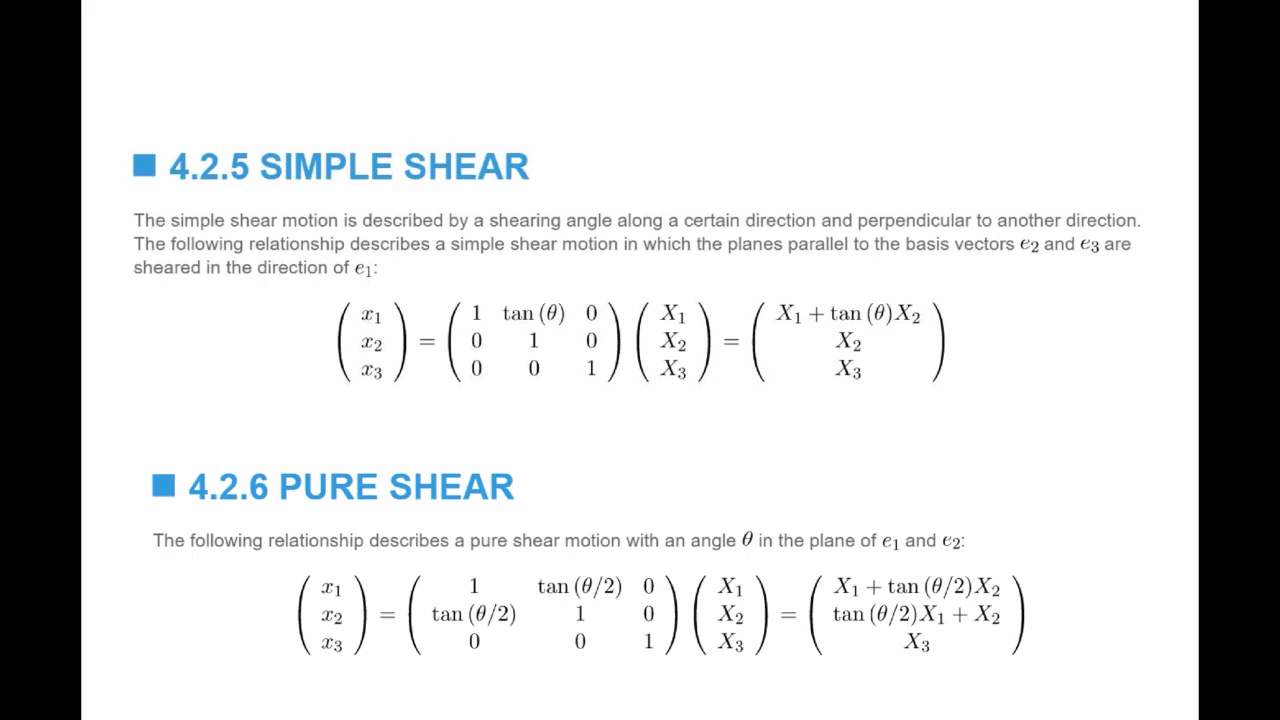 ■ 4.2.5 SIMPLE SHEAR
The simple shear motion is described by a shearing angle along a certain direction and perpendicular to another direction.
The following relationship describes a simple shear motion in which the planes parallel to the basis vectors e₂ and e₃ are
sheared in the direction of e₁:
( x₁ ) ( 1 tan (θ) 0 ) ( X₁ ) ( X₁ + tan (θ)X₂ )
( x₂ ) = ( 0 1 0 ) ( X₂ ) = ( X₂ )
( x₃ ) ( 0 0 1 ) ( X₃ ) ( X₃ )
■ 4.2.6 PURE SHEAR
The following relationship describes a pure shear motion with an angle θ in the plane of e₁ and e₂:
( x₁ ) ( 1 tan (θ/2) 0 ) ( X₁ ) ( X₁ + tan (θ/2)X₂ )
( x₂ ) = ( tan (θ/2) 1 0 ) ( X₂ ) = ( tan (θ/2)X₁ + X₂ )
( x₃ ) ( 0 0 1 ) ( X₃ ) ( X₃ )